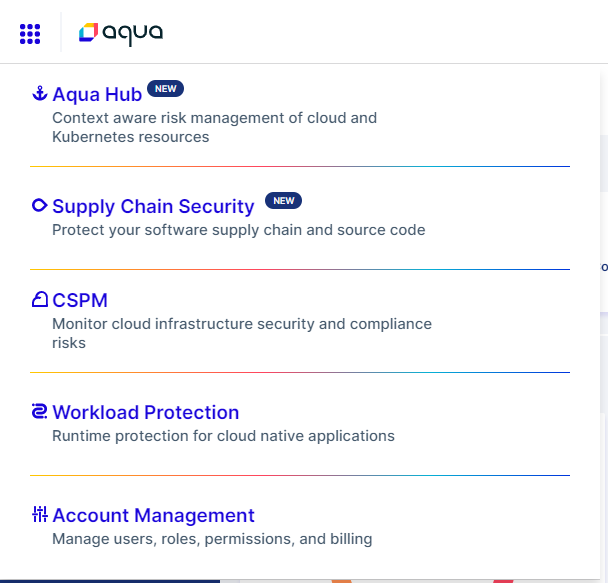 aqua
Aqua Hub NEW
Context aware risk management of cloud and
Kubernetes resources
Supply Chain Security NEW
Protect your software supply chain and source code
CSPM
Monitor cloud infrastructure security and compliance
risks
Workload Protection
Runtime protection for cloud native applications
Account Management
Manage users, roles, permissions, and billing